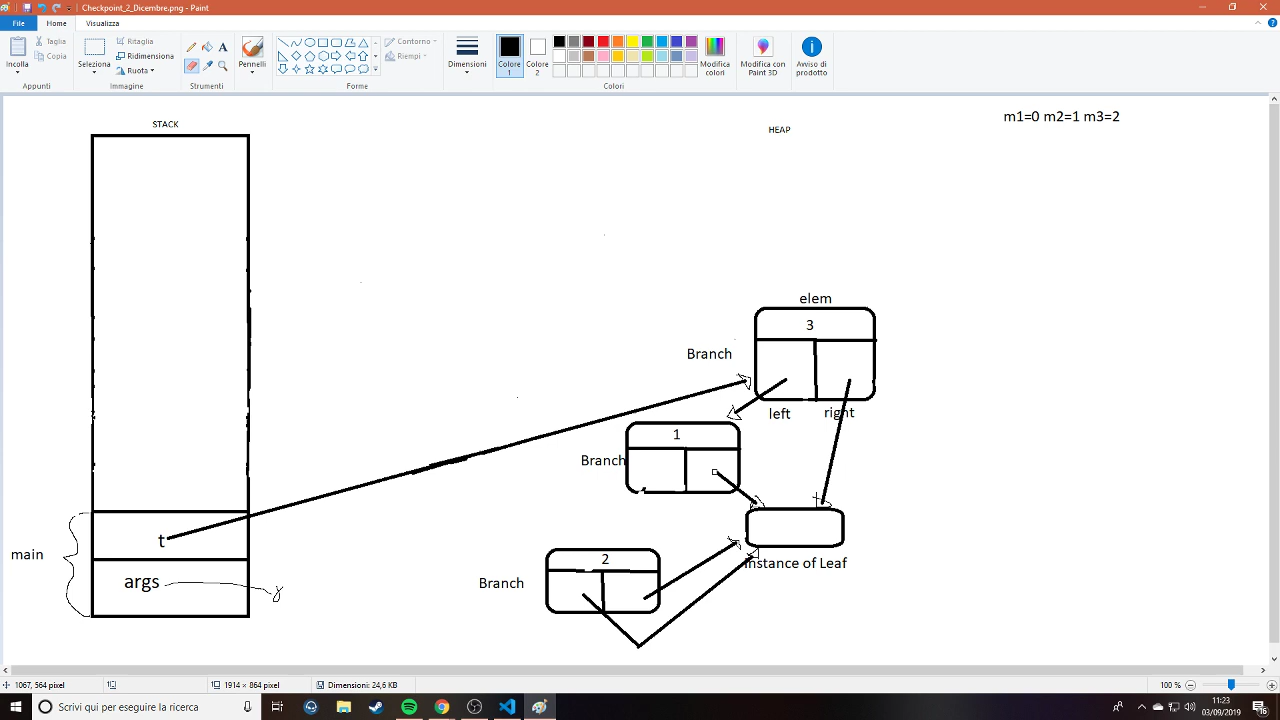 Checkpoint_2_Dicembre.png - Paint
File Home Visualizza
Incolla
Taglia
Copia
Appunti
Seleziona
Ritaglia
Ridimensiona
Ruota
Immagine
A
Strumenti
Pennelli
Forme
Contorno
Riempi
Dimensioni
Colore 1
Colore 2
Colori
Modifica colori
Modifica con Paint 3D
Avviso di prodotto
STACK
HEAP
m1=0 m2=1 m3=2
elem
3
Branch
left
right
1
Branch
t
main
args
Instance of Leaf
2
Branch
1067, 564 pixel
1914 × 864 pixel
Dimensioni: 24,6 KB
100 %
Scrivi qui per eseguire la ricerca
11:23
03/09/2019